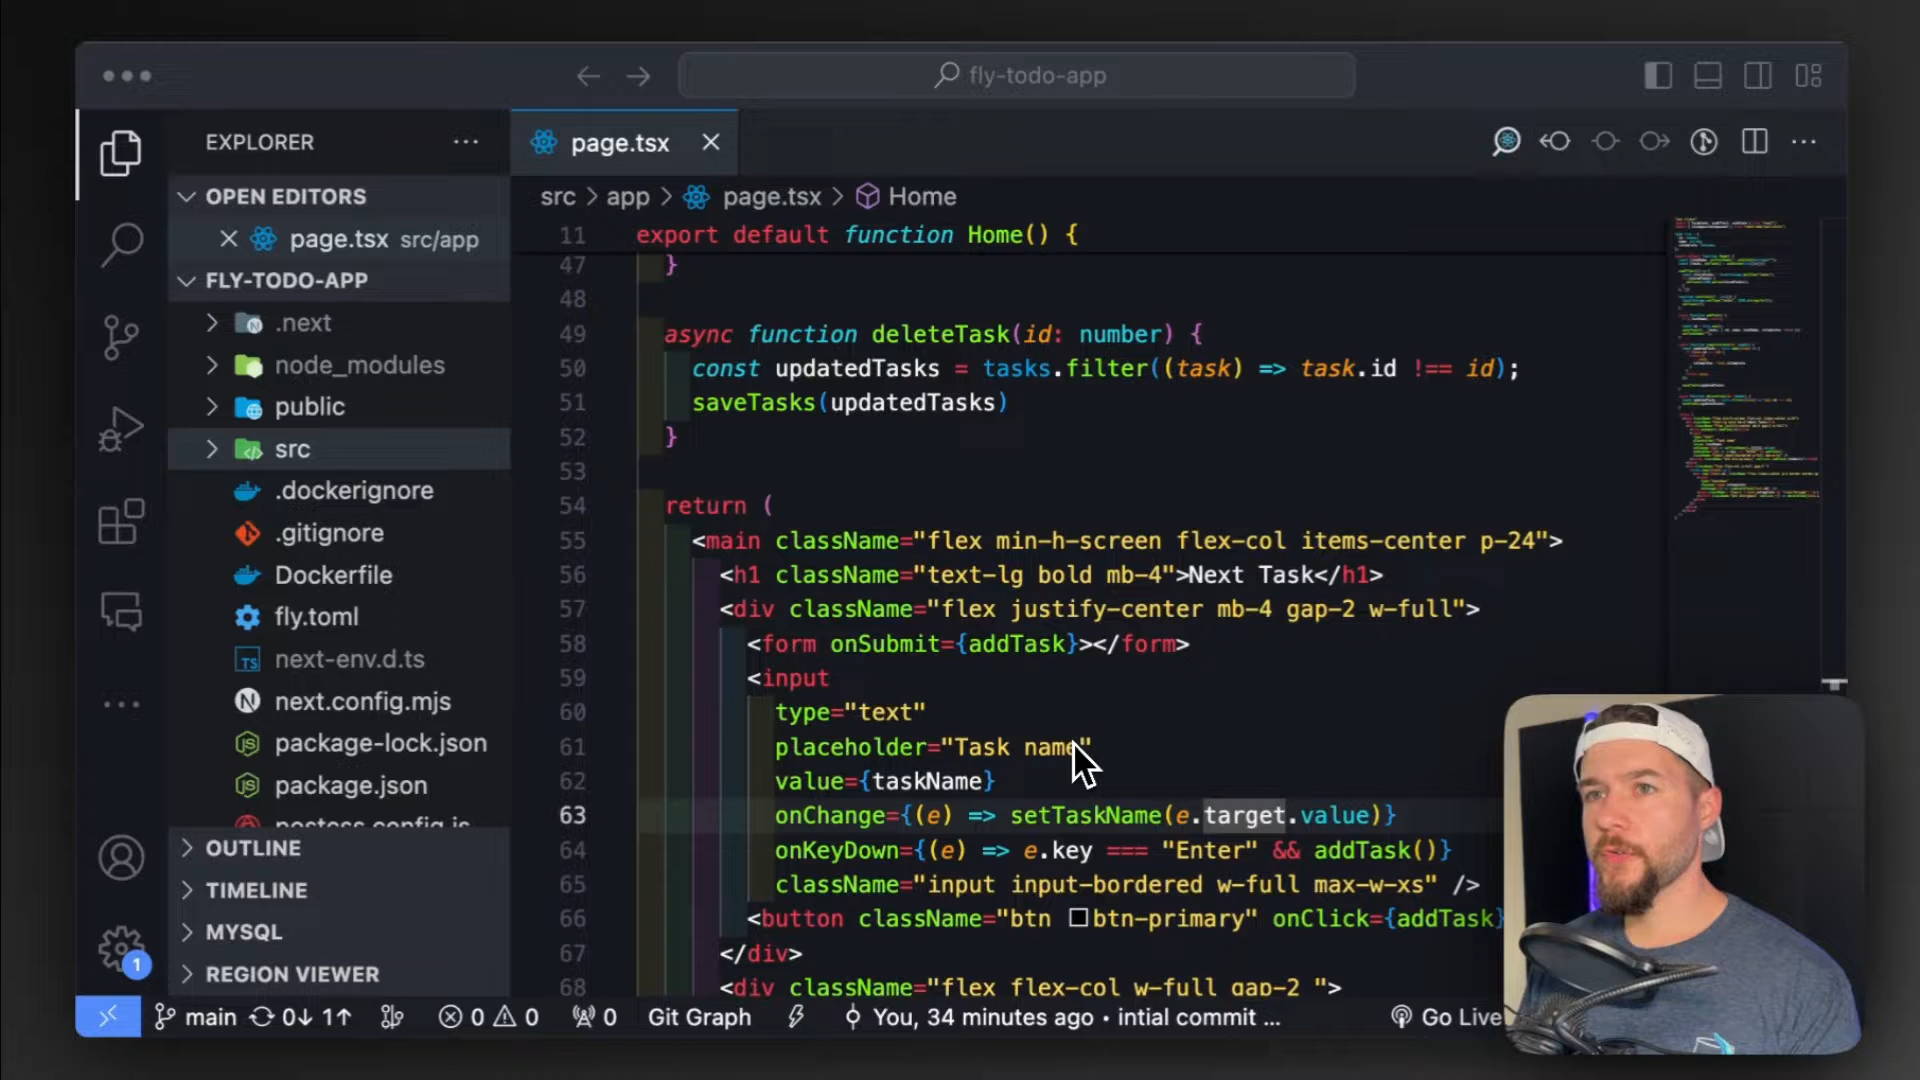 fly-todo-app
EXPLORER
page.tsx
OPEN EDITORS
page.tsx src/app
FLY-TODO-APP
.next
node_modules
public
src
.dockerignore
.gitignore
Dockerfile
fly.toml
TS next-env.d.ts
N next.config.mjs
JS package-lock.json
JS package.json
postcss.config.js
OUTLINE
TIMELINE
MYSQL
REGION VIEWER
1
src > app > page.tsx > Home
11 export default function Home() {
47 }
48
49 async function deleteTask(id: number) {
50 const updatedTasks = tasks.filter((task) => task.id !== id);
51 saveTasks(updatedTasks)
52 }
53
54 return (
55 <main className="flex min-h-screen flex-col items-center p-24">
56 <h1 className="text-lg bold mb-4">Next Task</h1>
57 <div className="flex justify-center mb-4 gap-2 w-full">
58 <form onSubmit={addTask}></form>
59 <input
60 type="text"
61 placeholder="Task name"
62 value={taskName}
63 onChange={(e) => setTaskName(e.target.value)}
64 onKeyDown={(e) => e.key === "Enter" && addTask()}
65 className="input input-bordered w-full max-w-xs" />
66 <button className="btn btn-primary" onClick={addTask}
67 </div>
68 <div className="flex flex-col w-full gap-2 ">
main 0↓ 1↑ 0 0 0 Git Graph You, 34 minutes ago • intial commit ... Go Live